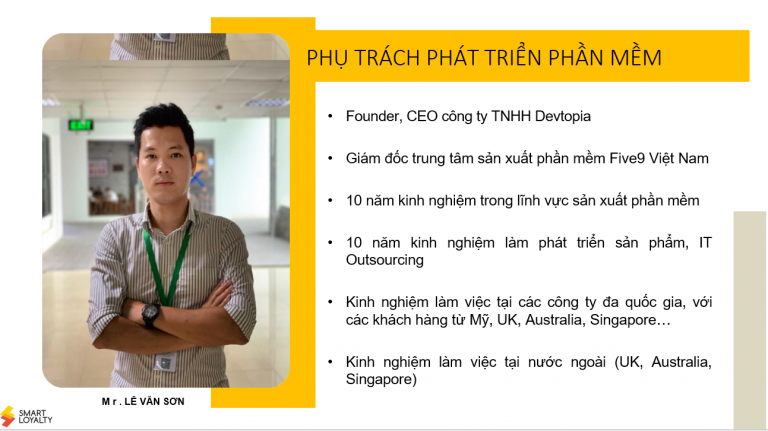 PHỤ TRÁCH PHÁT TRIỂN PHẦN MỀM
• Founder, CEO công ty TNHH Devtopia
• Giám đốc trung tâm sản xuất phần mềm Five9 Việt Nam
• 10 năm kinh nghiệm trong lĩnh vực sản xuất phần mềm
• 10 năm kinh nghiệm làm phát triển sản phẩm, IT
Outsourcing
• Kinh nghiệm làm việc tại các công ty đa quốc gia, với
các khách hàng từ Mỹ, UK, Australia, Singapore…
• Kinh nghiệm làm việc tại nước ngoài (UK, Australia,
Singapore)
Mr. LÊ VĂN SƠN
SMART
LOYALTY